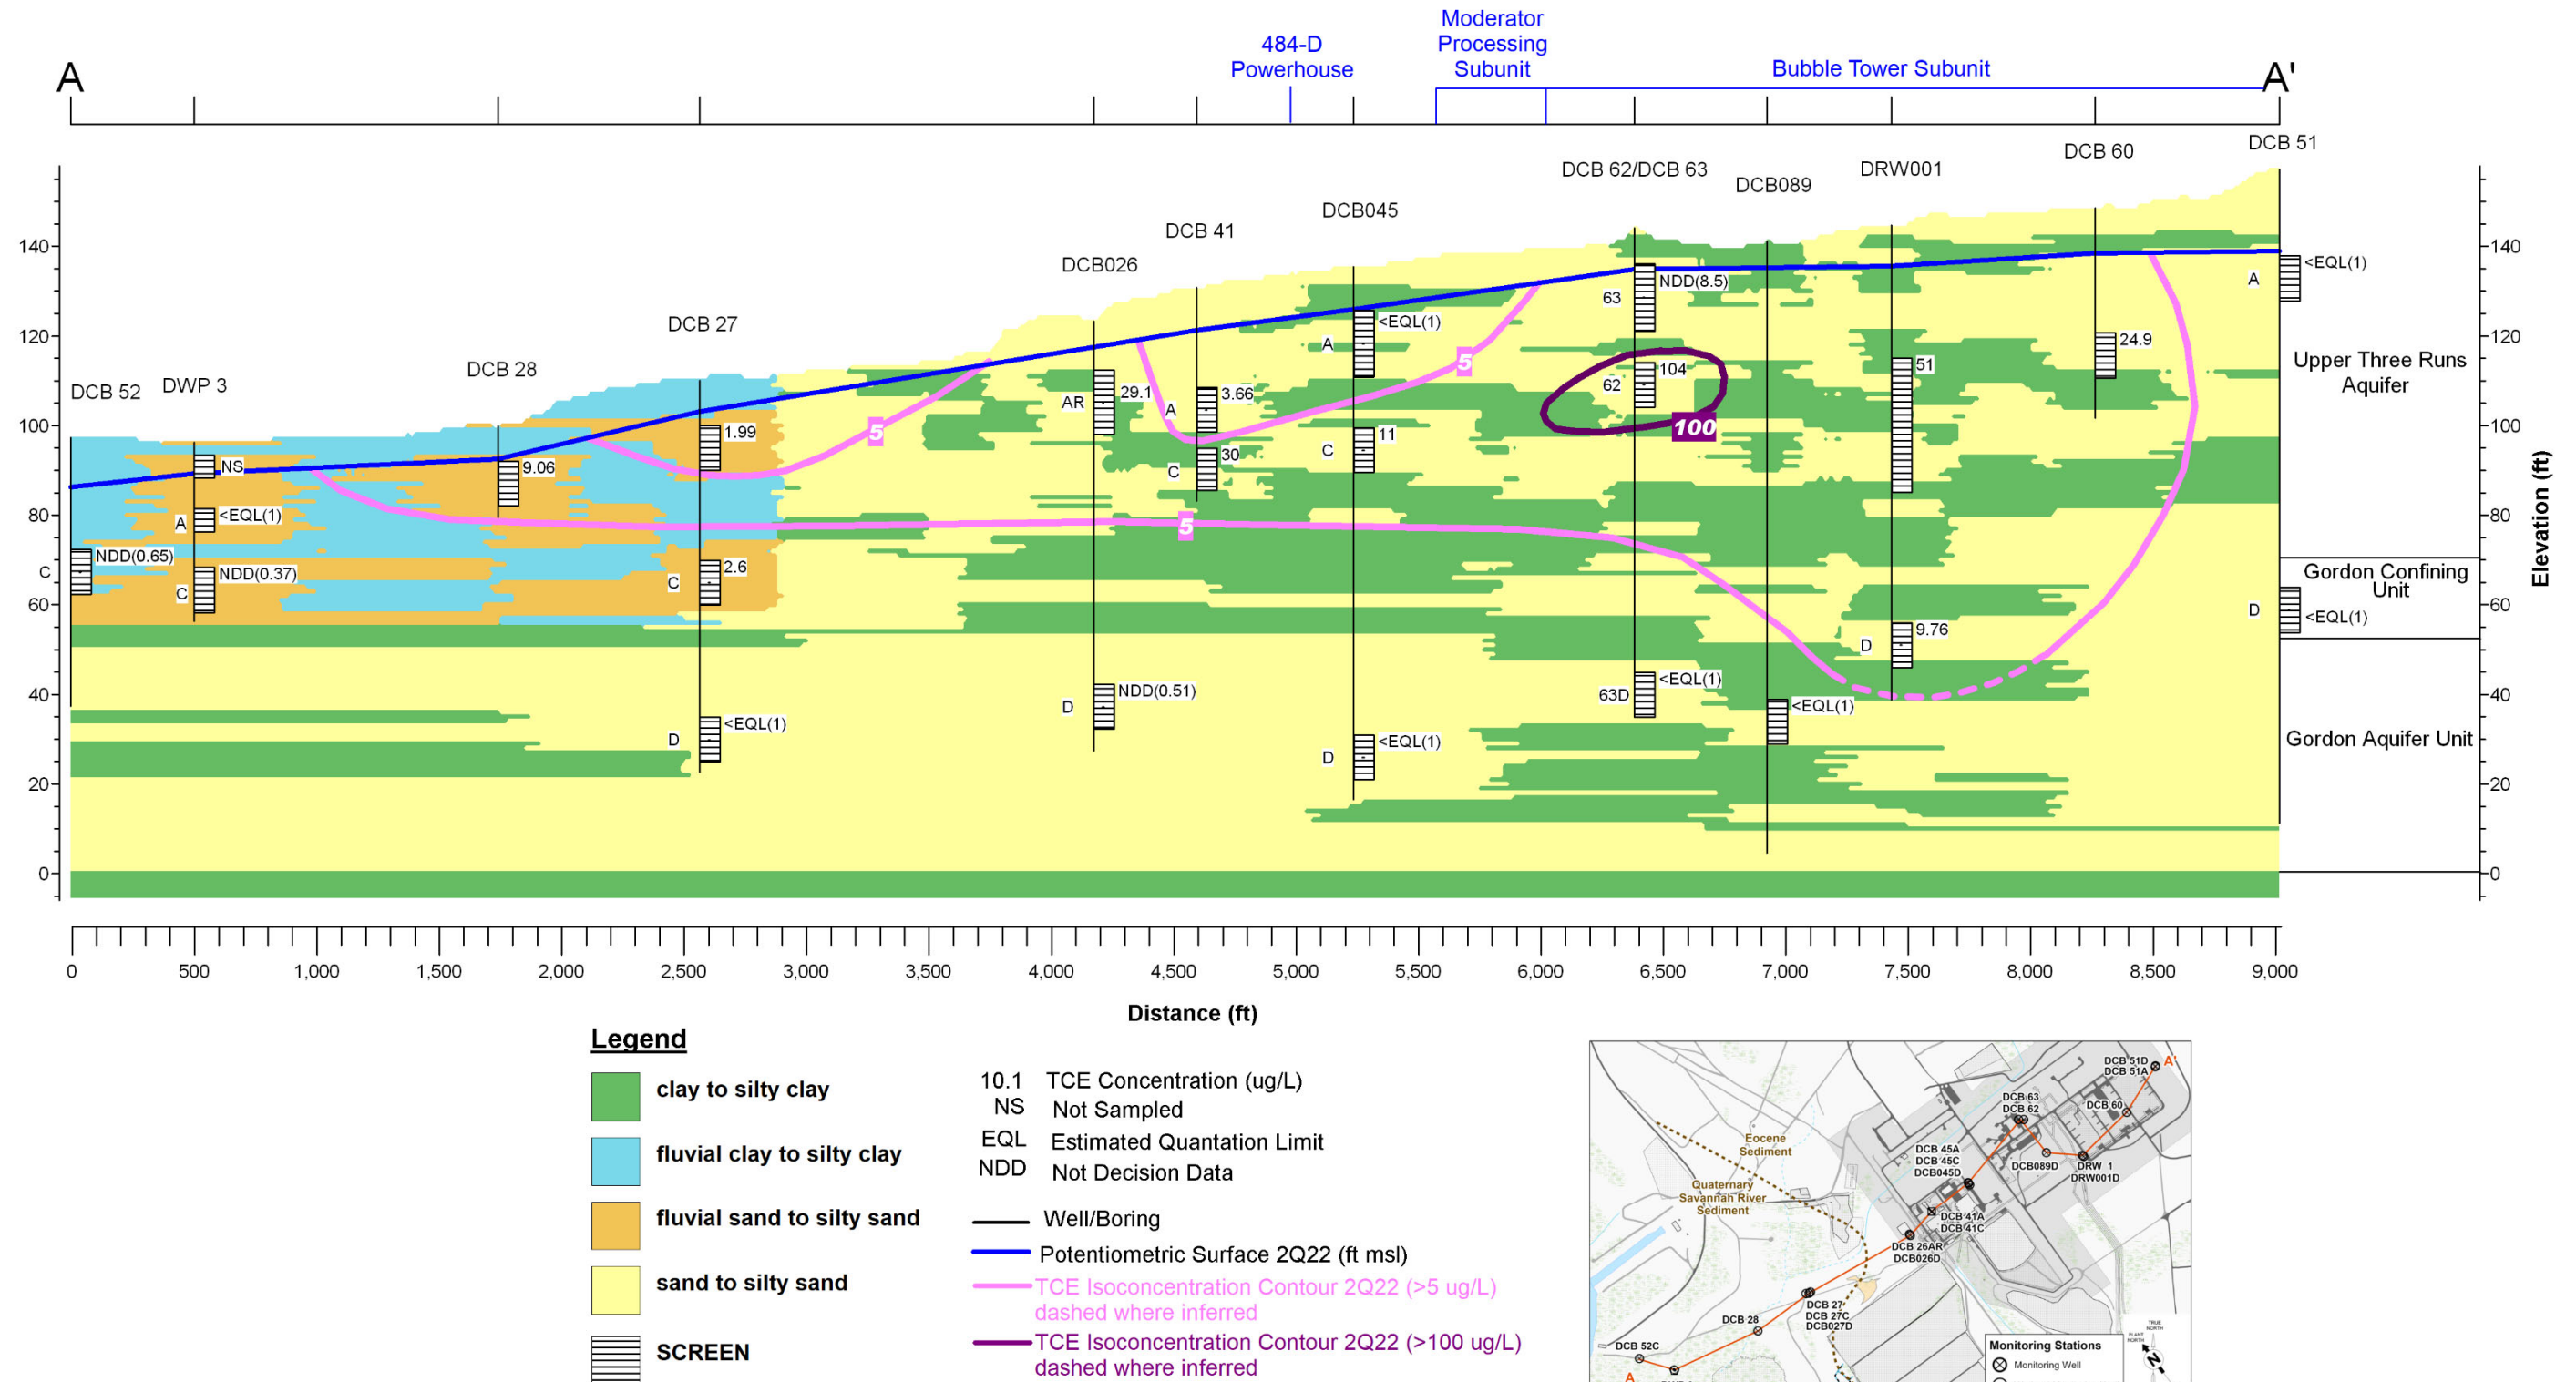 Moderator
Processing
Subunit
484-D
Powerhouse
Bubble Tower Subunit
A
A'
DCB 52
DWP 3
DCB 28
DCB 27
DCB026
DCB 41
DCB045
DCB 62/DCB 63
DCB089
DRW001
DCB 60
DCB 51
140
120
100
80
60
40
20
0
C
NDD(0.65)
NS
A
<EQL(1)
C
NDD(0.37)
9.06
1.99
C
2.6
D
<EQL(1)
5
5
5
5
AR
29.1
D
NDD(0.51)
A
3.66
C
30
A
<EQL(1)
C
11
D
<EQL(1)
63
NDD(8.5)
62
104
100
63D
<EQL(1)
<EQL(1)
51
D
9.76
24.9
A
<EQL(1)
D
<EQL(1)
140
120
100
80
60
40
20
0
Elevation (ft)
Upper Three Runs
Aquifer
Gordon Confining
Unit
Gordon Aquifer Unit
0
500
1,000
1,500
2,000
2,500
3,000
3,500
4,000
4,500
5,000
5,500
6,000
6,500
7,000
7,500
8,000
8,500
9,000
Distance (ft)
Legend
clay to silty clay
fluvial clay to silty clay
fluvial sand to silty sand
sand to silty sand
SCREEN
10.1 TCE Concentration (ug/L)
NS Not Sampled
EQL Estimated Quantation Limit
NDD Not Decision Data
Well/Boring
Potentiometric Surface 2Q22 (ft msl)
TCE Isoconcentration Contour 2Q22 (>5 ug/L)
dashed where inferred
TCE Isoconcentration Contour 2Q22 (>100 ug/L)
dashed where inferred
DCB 51D
DCB 51A
A'
DCB 63
DCB 62
DCB 60
Eocene
Sediment
DCB 45A
DCB 45C
DCB045D
DCB089D
DRW 1
DRW001D
Quaternary
Savannah River
Sediment
DCB 41A
DCB 41C
DCB 26AR
DCB026D
DCB 27
DCB 27C
DCB027D
DCB 28
DCB 52C
A
TRUE
NORTH
PLANT
NORTH
N
Monitoring Stations
Monitoring Well